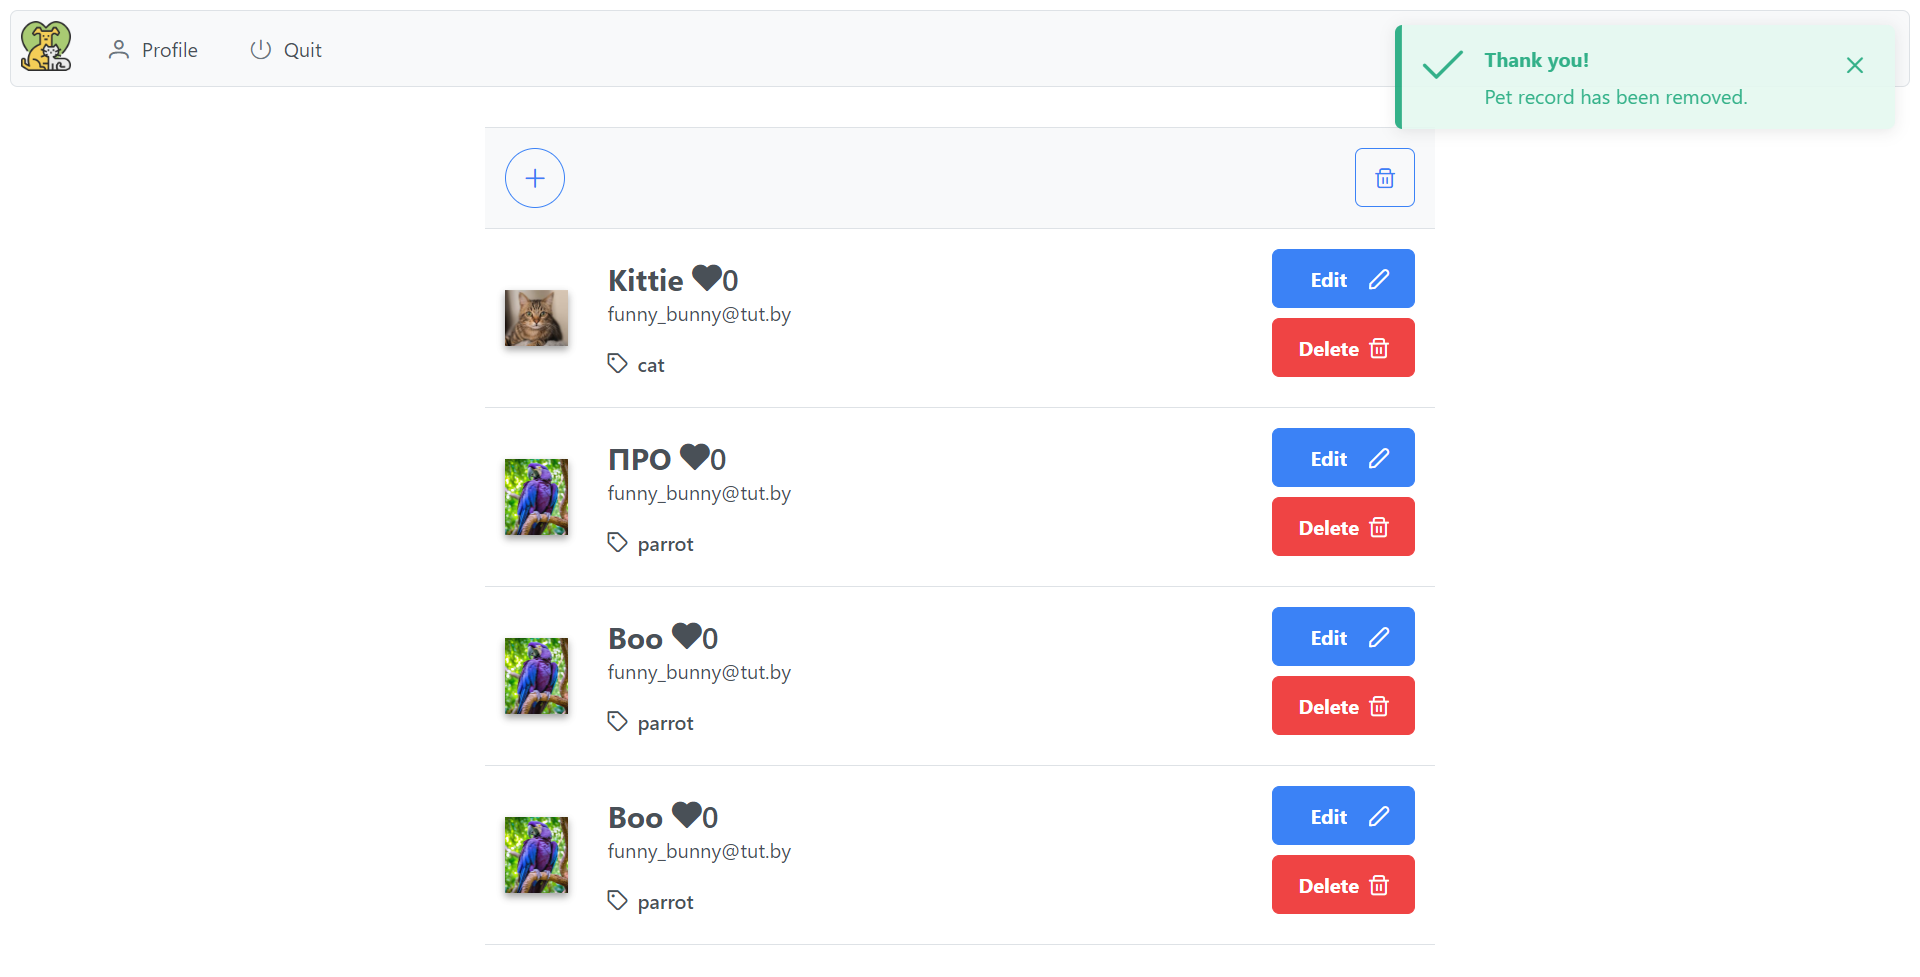 Profile
Quit
Thank you!
Pet record has been removed.
Kittie 0
funny_bunny@tut.by
cat
Edit
Delete
ПРО 0
funny_bunny@tut.by
parrot
Edit
Delete
Boo 0
funny_bunny@tut.by
parrot
Edit
Delete
Boo 0
funny_bunny@tut.by
parrot
Edit
Delete